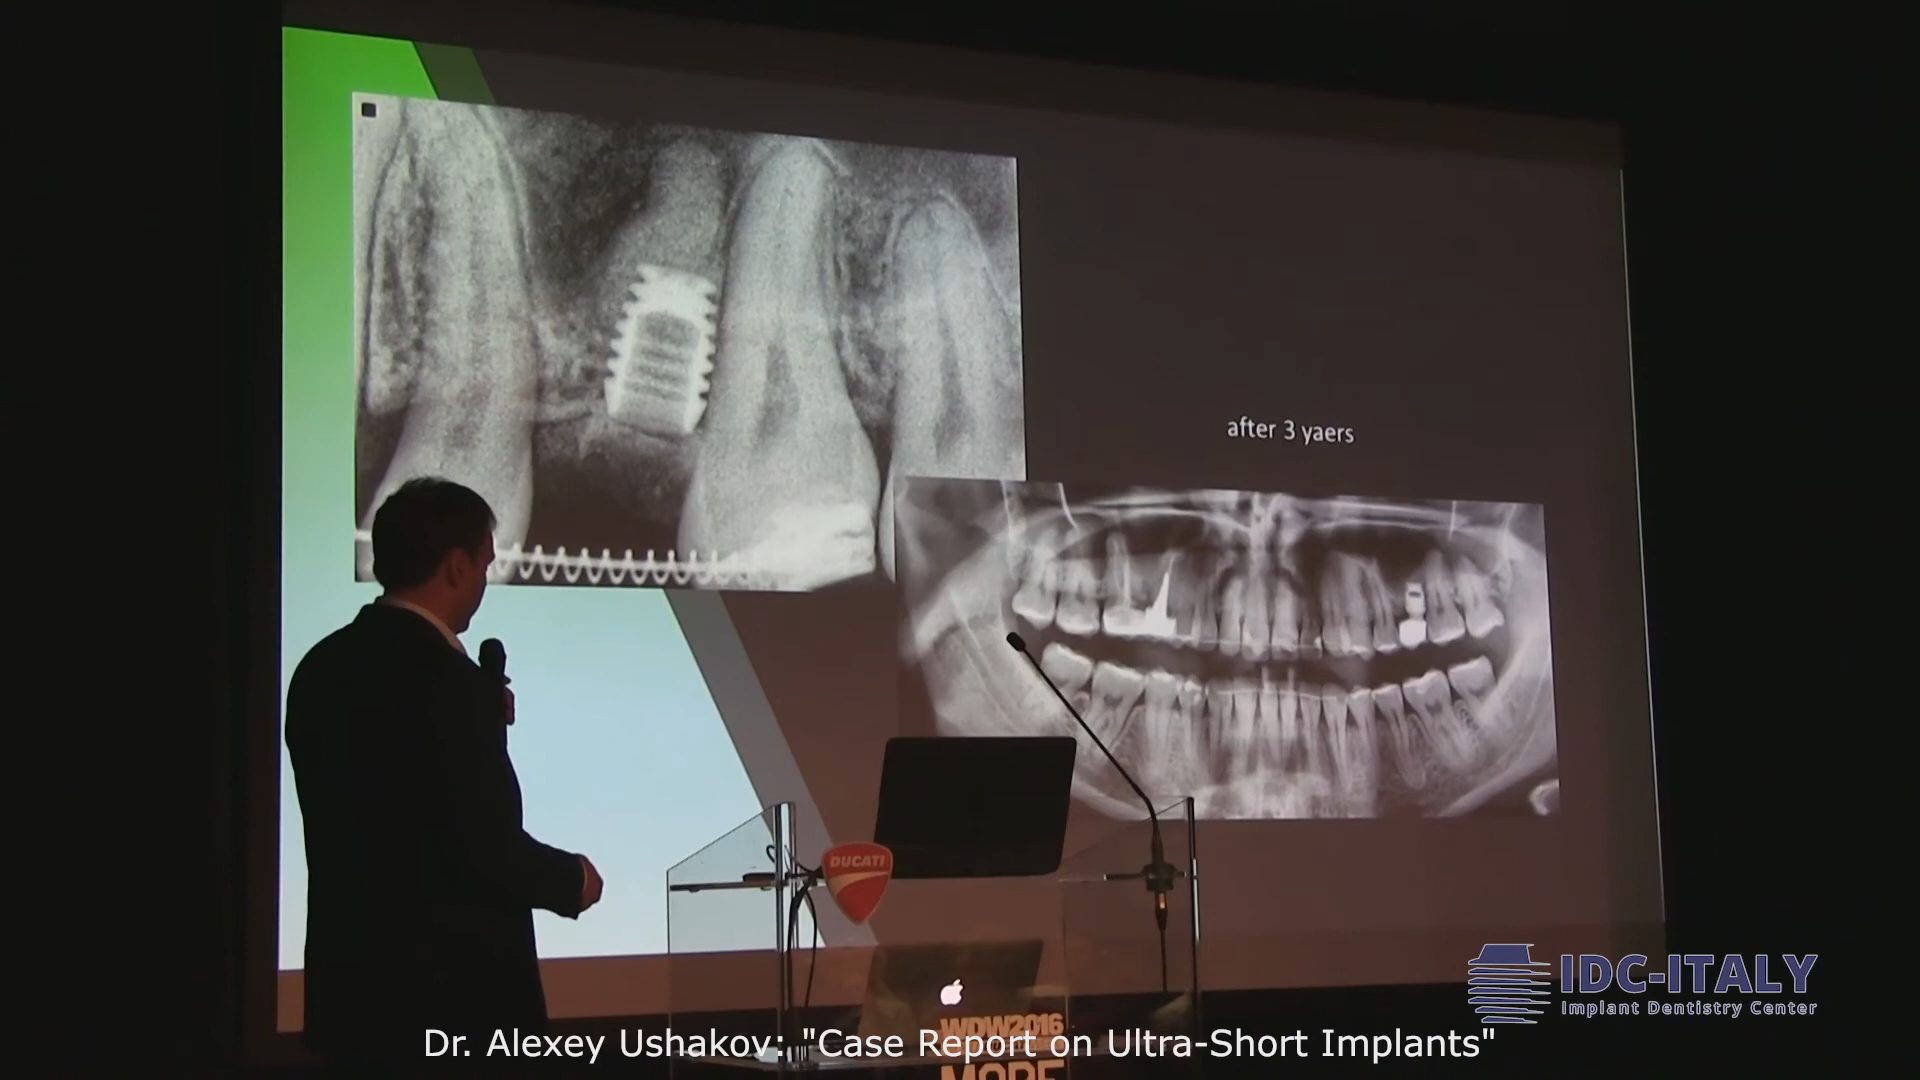 after 3 yaers
DUCATI
IDC-ITALY
Implant Dentistry Center
WDW2016
Dr. Alexey Ushakov: "Case Report on Ultra-Short Implants"
MORE